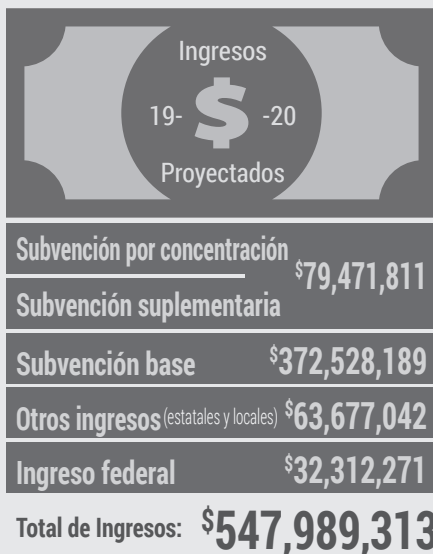 Ingresos
19- $ -20
Proyectados
Subvención por concentración
$79,471,811
Subvención suplementaria
Subvención base $372,528,189
Otros ingresos (estatales y locales) $63,677,042
Ingreso federal $32,312,271
Total de Ingresos: $547,989,313